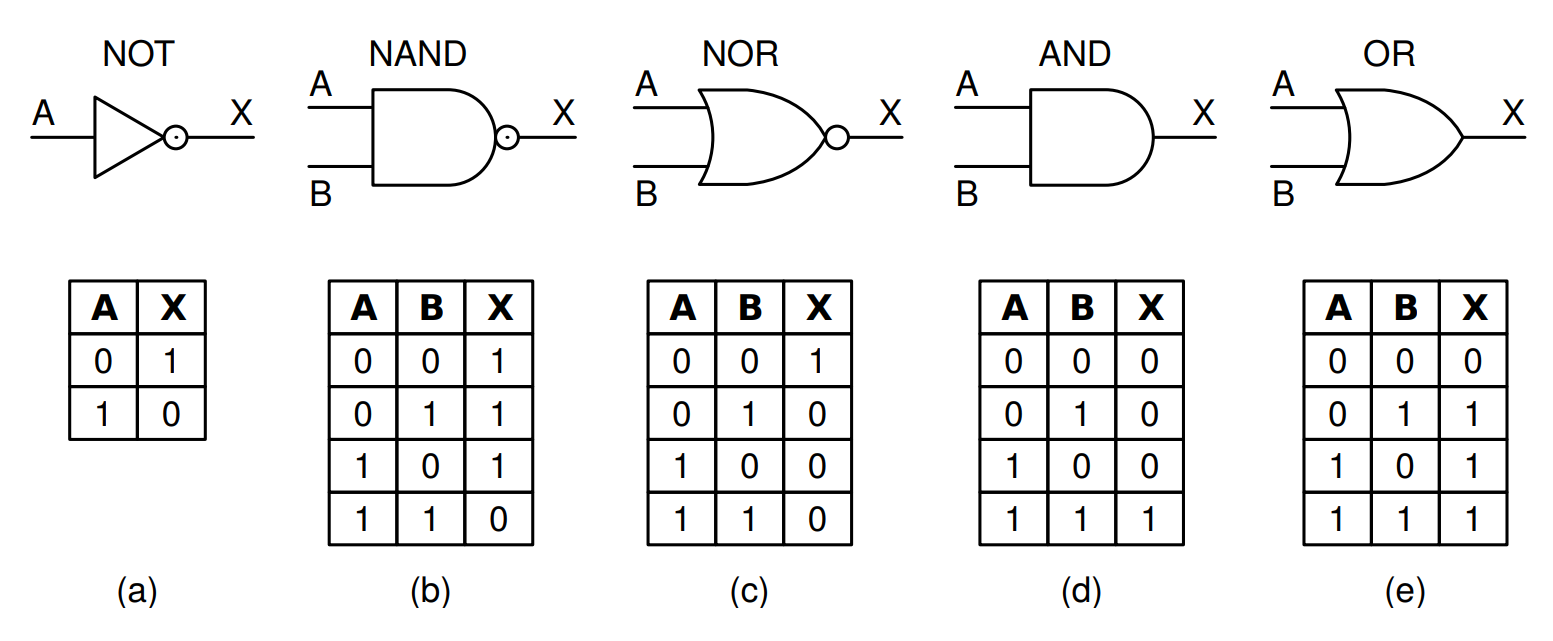 NOT NAND NOR AND OR
A X A B X A B X A B X A B X
A X A B X A B X A B X A B X
0 1 0 0 1 0 0 1 0 0 0 0 0 0
1 0 0 1 1 0 1 0 0 1 0 0 1 1
1 0 1 1 0 0 1 0 0 1 0 1
1 1 0 1 1 0 1 1 1 1 1 1
(a) (b) (c) (d) (e)